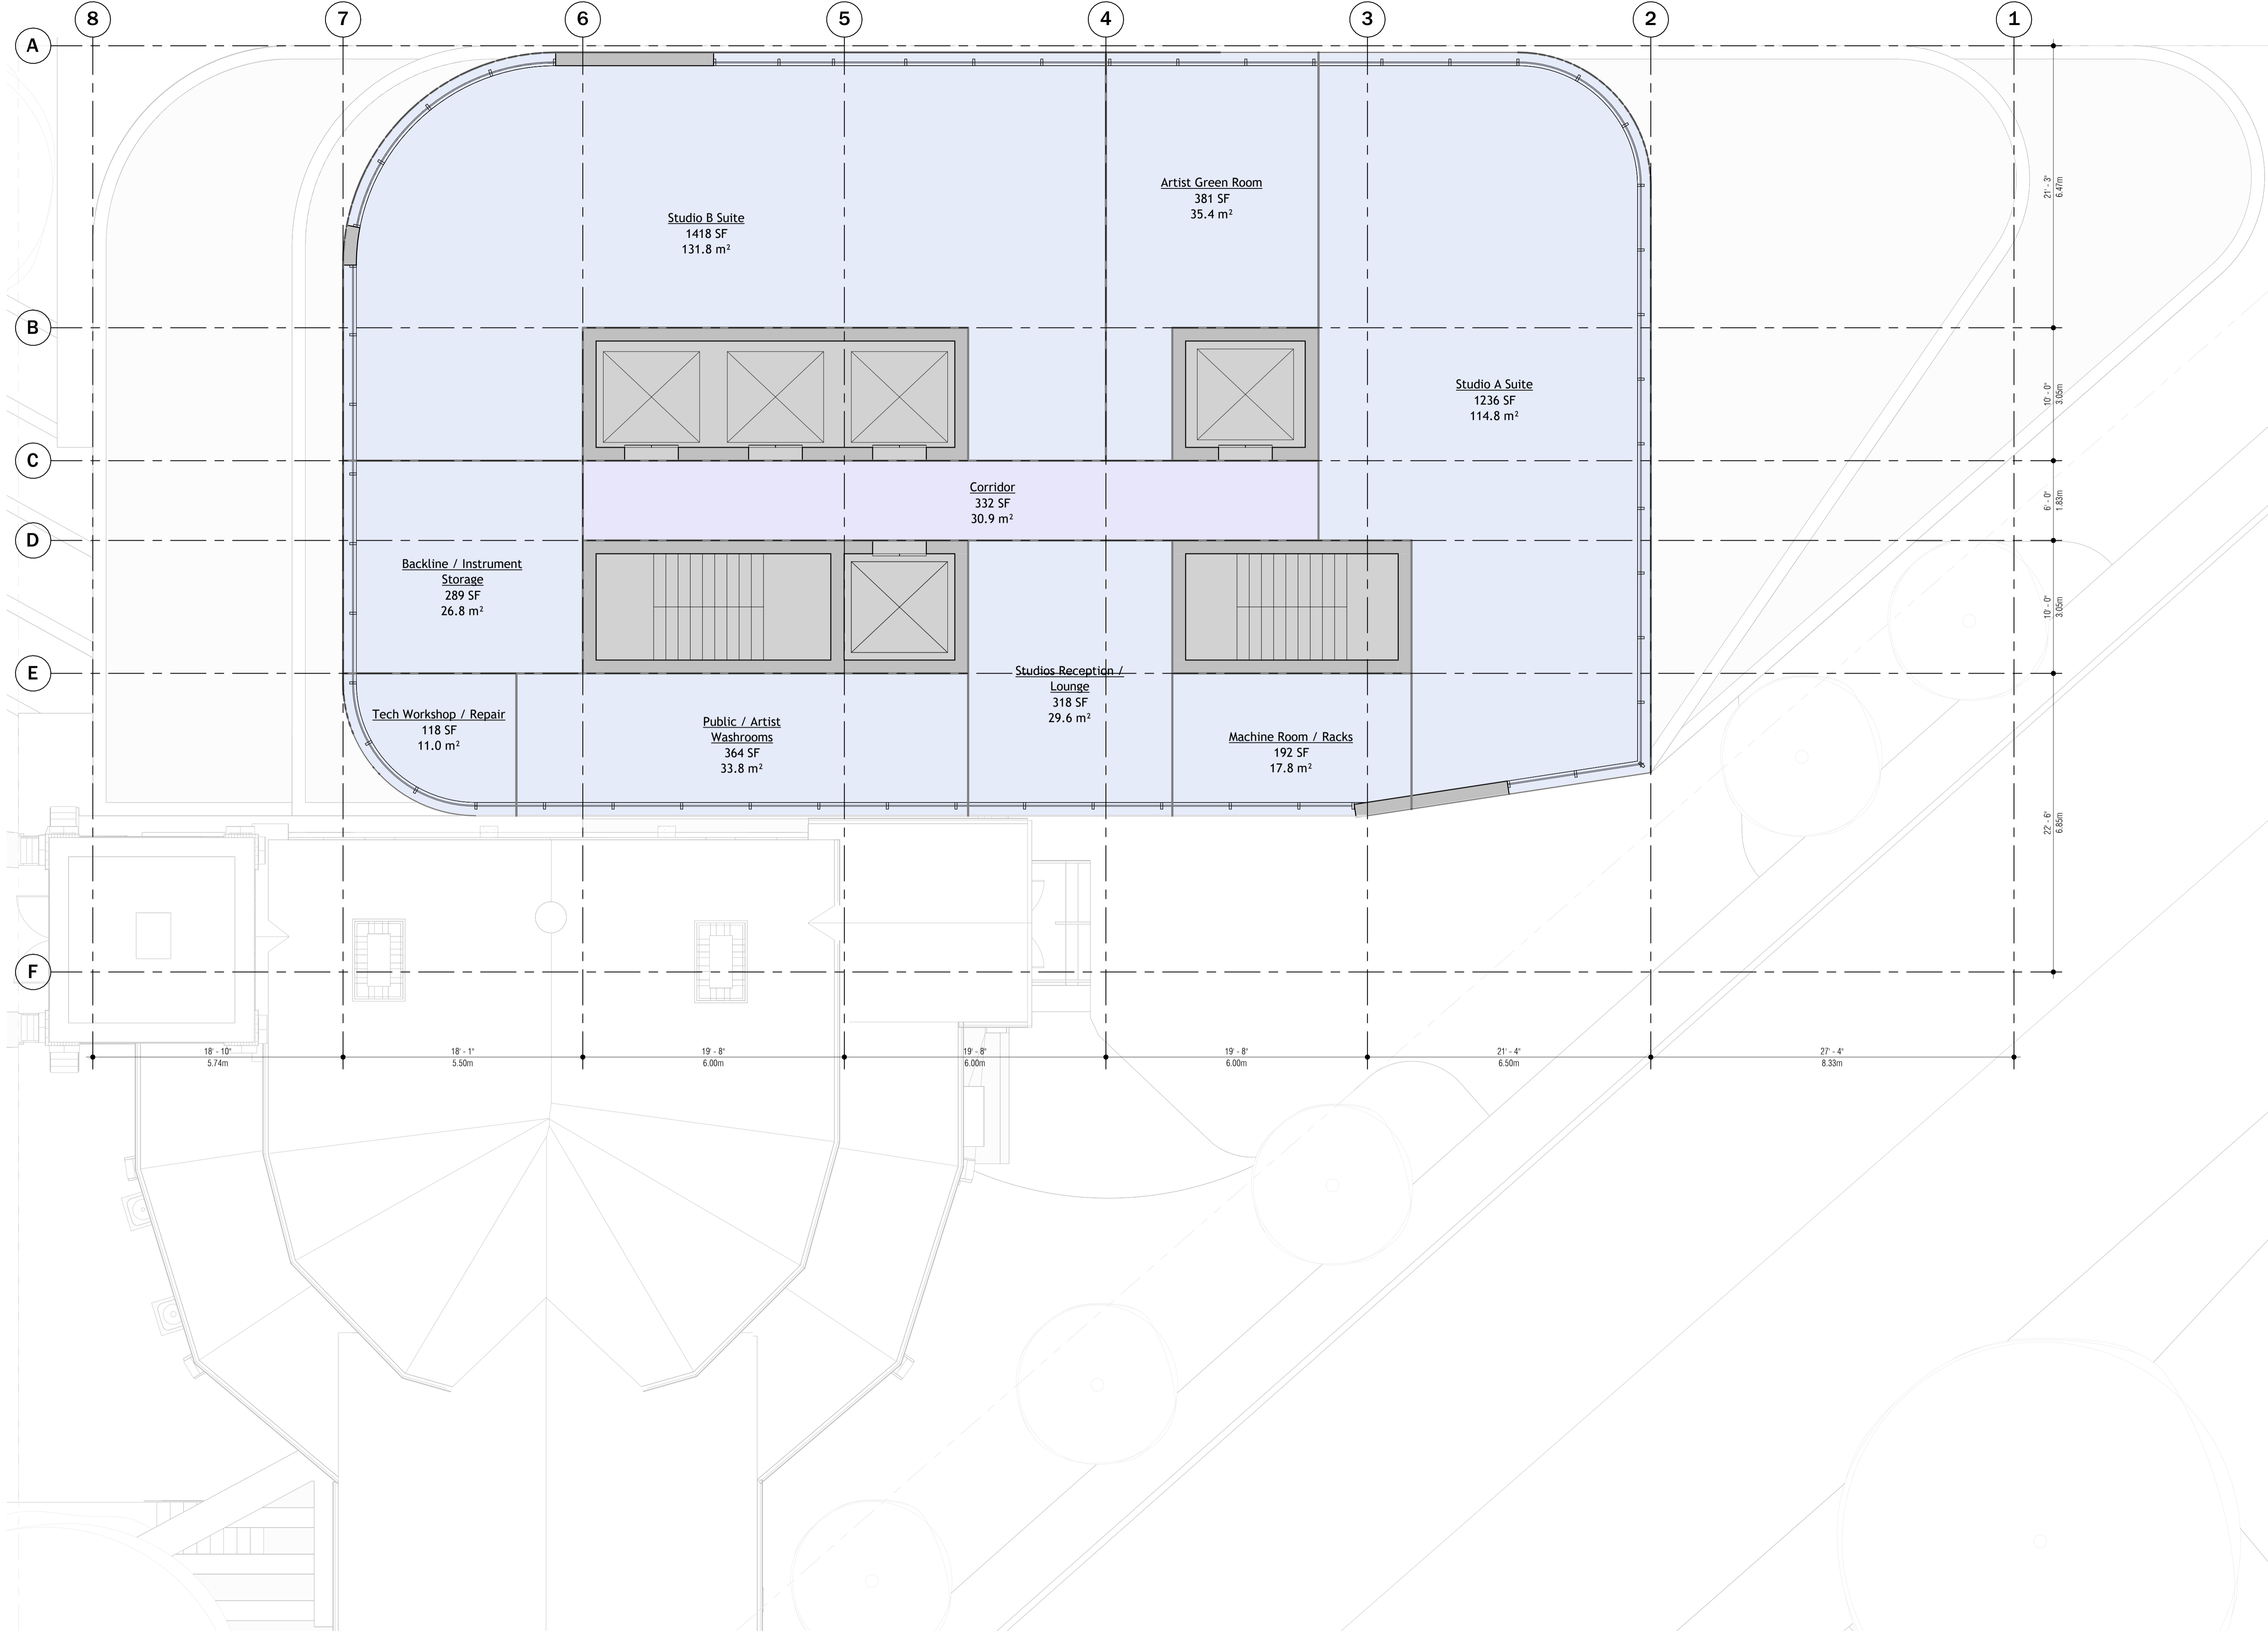 8 7 6 5 4 3 2 1
A
B
C
D
E
F
Studio B Suite
1418 SF
131.8 m²
Artist Green Room
381 SF
35.4 m²
Studio A Suite
1236 SF
114.8 m²
Corridor
332 SF
30.9 m²
Backline / Instrument
Storage
289 SF
26.8 m²
Tech Workshop / Repair
118 SF
11.0 m²
Public / Artist
Washrooms
364 SF
33.8 m²
Studios Reception /
Lounge
318 SF
29.6 m²
Machine Room / Racks
192 SF
17.8 m²
21' - 3"
6.47m
10' - 0"
3.05m
6' - 0"
1.83m
10' - 0"
3.05m
22' - 6"
6.85m
18' - 10"
5.74m
18' - 1"
5.50m
19' - 8"
6.00m
19' - 8"
6.00m
19' - 8"
6.00m
21' - 4"
6.50m
27' - 4"
8.33m